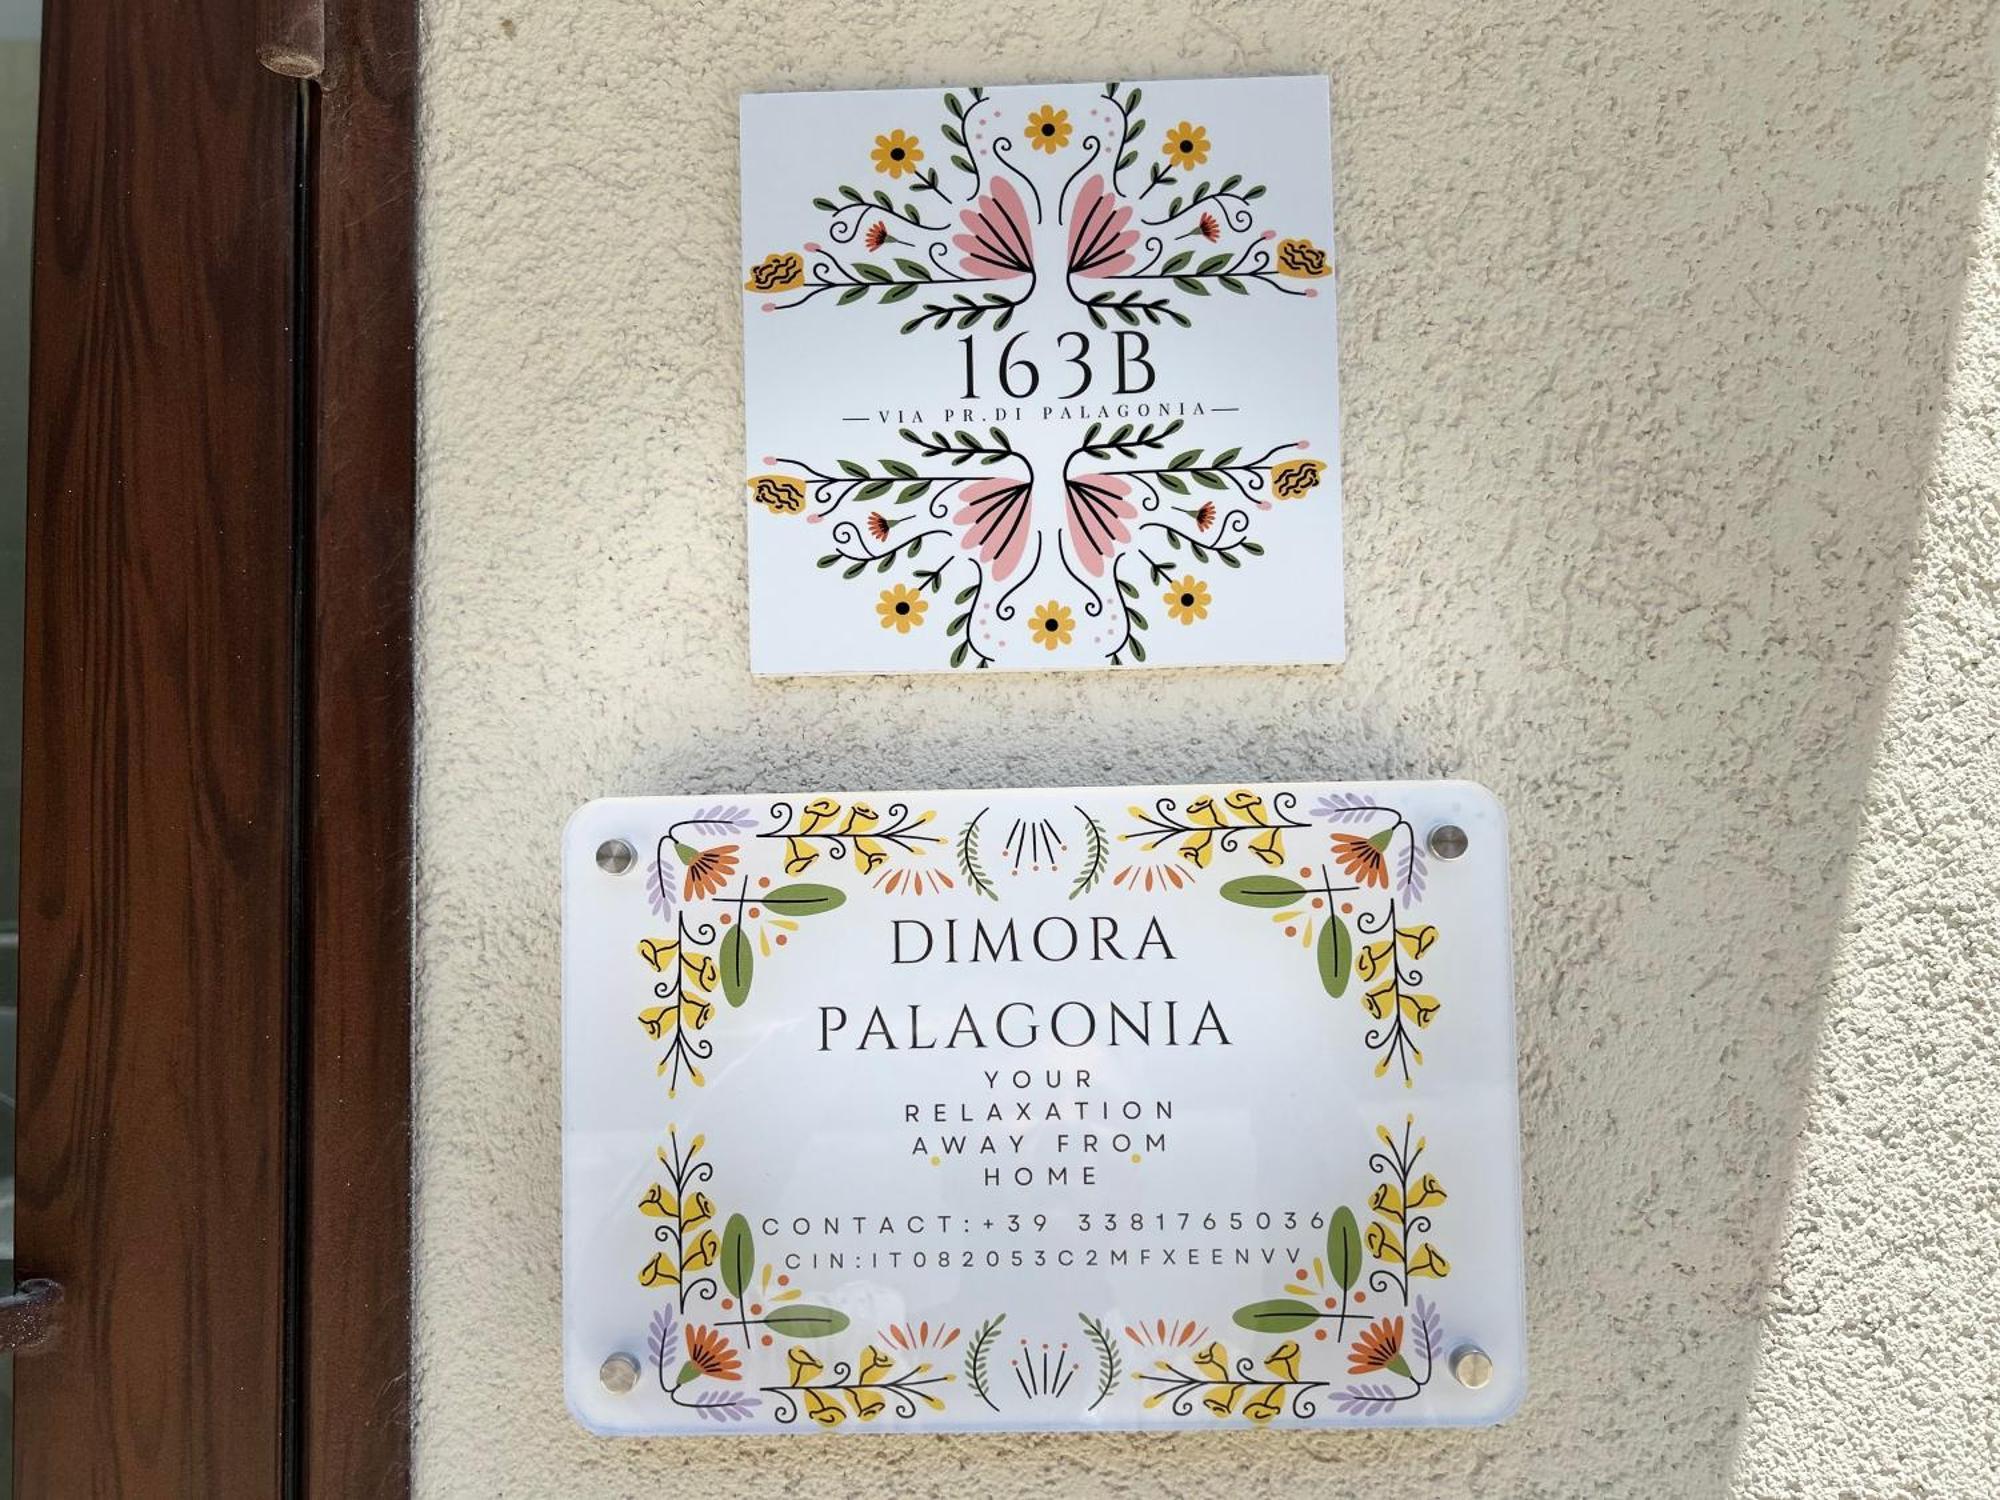 163B
—VIA PR.DI PALAGONIA—
DIMORA
PALAGONIA
YOUR
RELAXATION
AWAY FROM
HOME
CONTACT:+39 3381765036
CIN:IT082053C2MFXEENVV